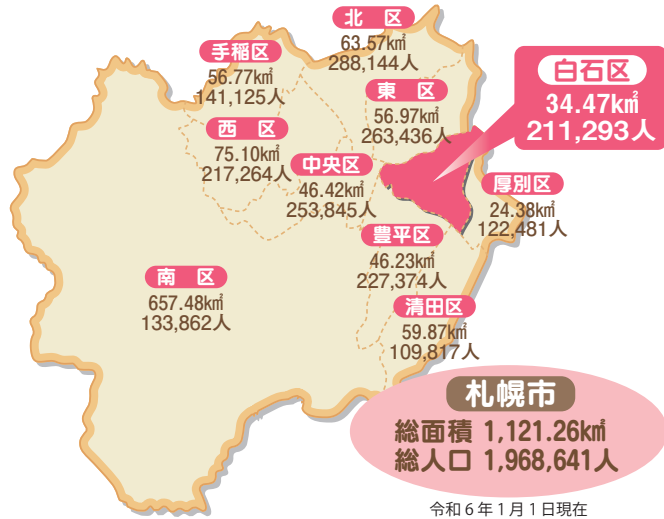 北 区
63.57㎢
288,144人
手稲区
56.77㎢
141,125人
東 区
56.97㎢
263,436人
白石区
34.47㎢
211,293人
西 区
75.10㎢
217,264人
中央区
46.42㎢
253,845人
厚別区
24.38㎢
122,481人
豊平区
46.23㎢
227,374人
南 区
657.48㎢
133,862人
清田区
59.87㎢
109,817人
札幌市
総面積 1,121.26㎢
総人口 1,968,641人
令和6年1月1日現在